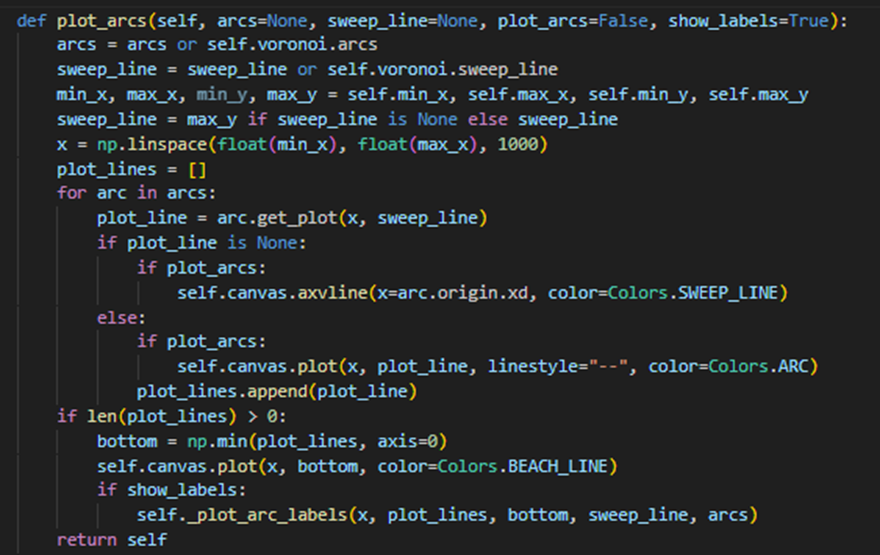 def plot_arcs(self, arcs=None, sweep_line=None, plot_arcs=False, show_labels=True):
    arcs = arcs or self.voronoi.arcs
    sweep_line = sweep_line or self.voronoi.sweep_line
    min_x, max_x, min_y, max_y = self.min_x, self.max_x, self.min_y, self.max_y
    sweep_line = max_y if sweep_line is None else sweep_line
    x = np.linspace(float(min_x), float(max_x), 1000)
    plot_lines = []
    for arc in arcs:
        plot_line = arc.get_plot(x, sweep_line)
        if plot_line is None:
            if plot_arcs:
                self.canvas.axvline(x=arc.origin.xd, color=Colors.SWEEP_LINE)
        else:
            if plot_arcs:
                self.canvas.plot(x, plot_line, linestyle="--", color=Colors.ARC)
            plot_lines.append(plot_line)
    if len(plot_lines) > 0:
        bottom = np.min(plot_lines, axis=0)
        self.canvas.plot(x, bottom, color=Colors.BEACH_LINE)
        if show_labels:
            self._plot_arc_labels(x, plot_lines, bottom, sweep_line, arcs)
    return self